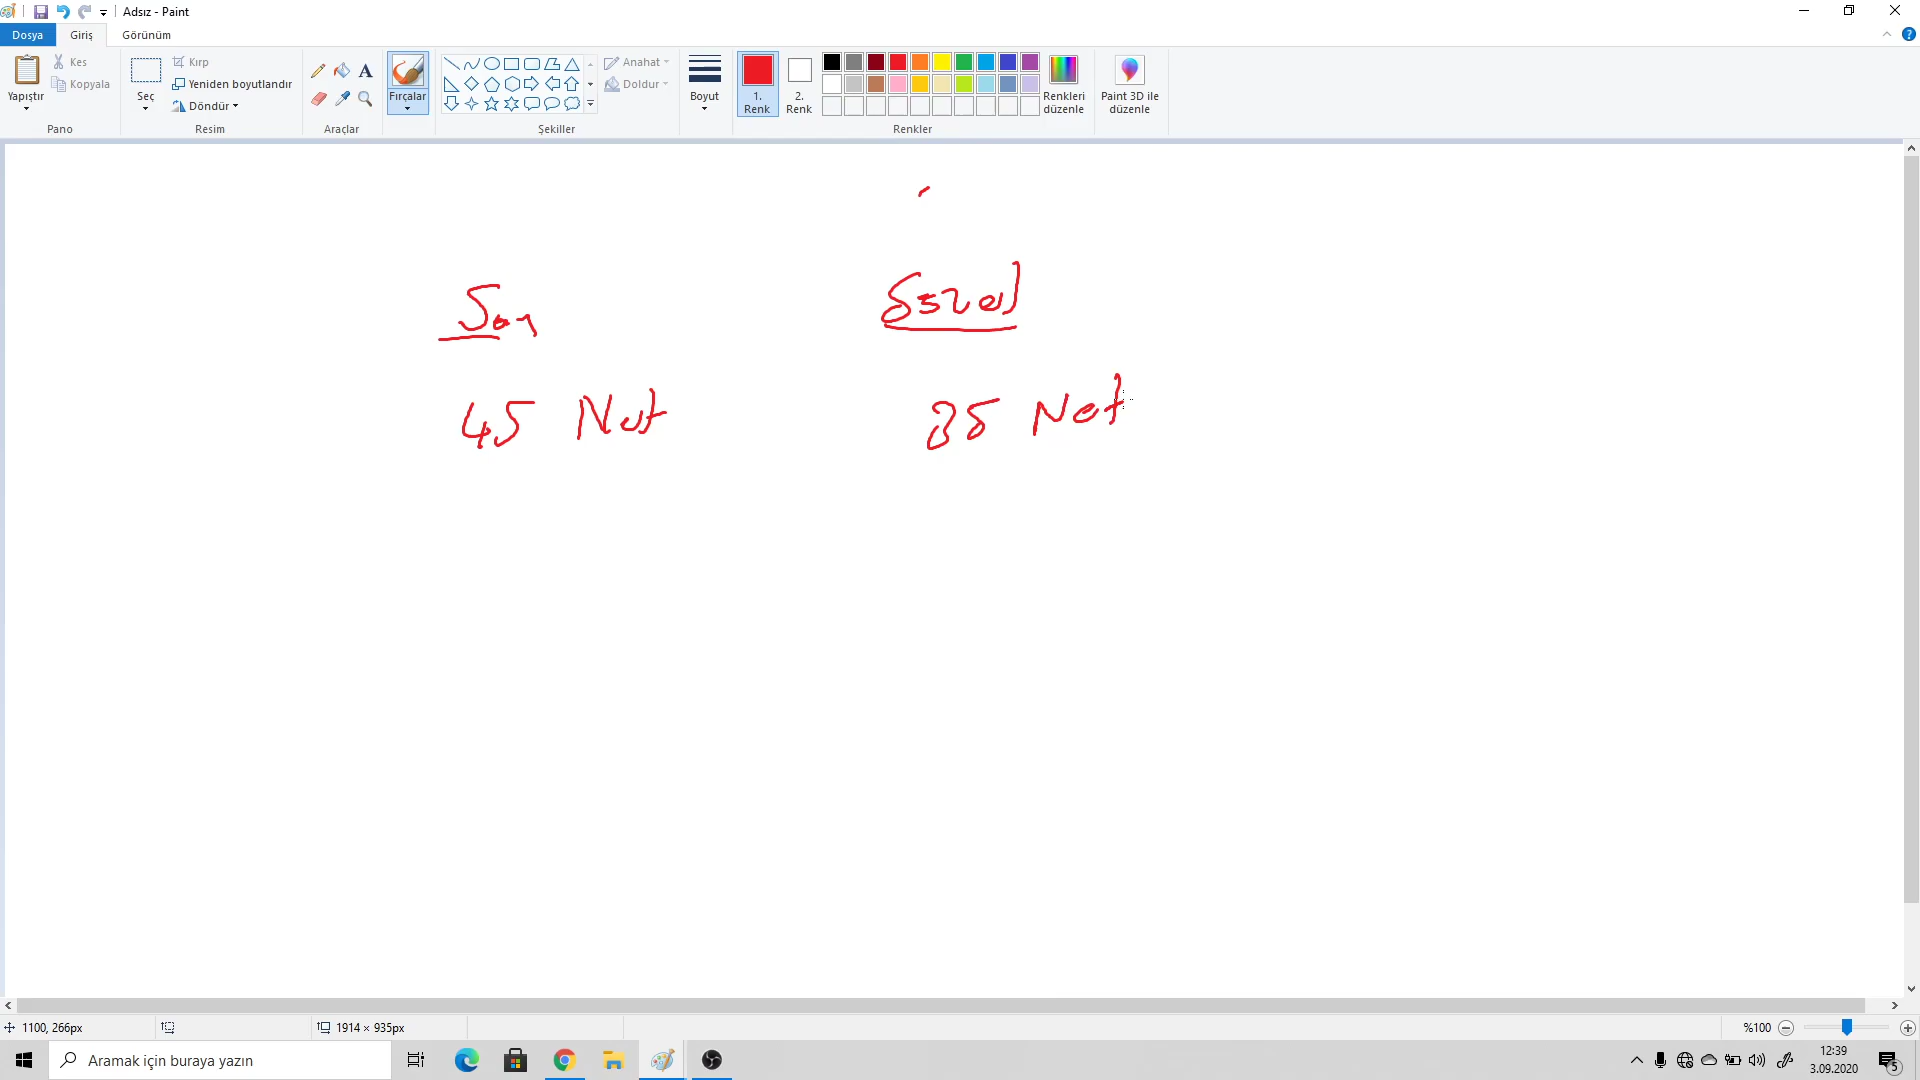 Adsız - Paint
Dosya Giriş Görünüm
Yapıştır
Kes
Kopyala
Pano
Seç
Kırp
Yeniden boyutlandır
Döndür
Resim
A
Araçlar
Fırçalar
Anahat
Doldur
Şekiller
Boyut
1. Renk
2. Renk
Renkler
Renkleri düzenle
Paint 3D ile düzenle
45 Net 35 Net
1100, 266px 1914 × 935px %100
Aramak için buraya yazın
12:39
3.09.2020
5